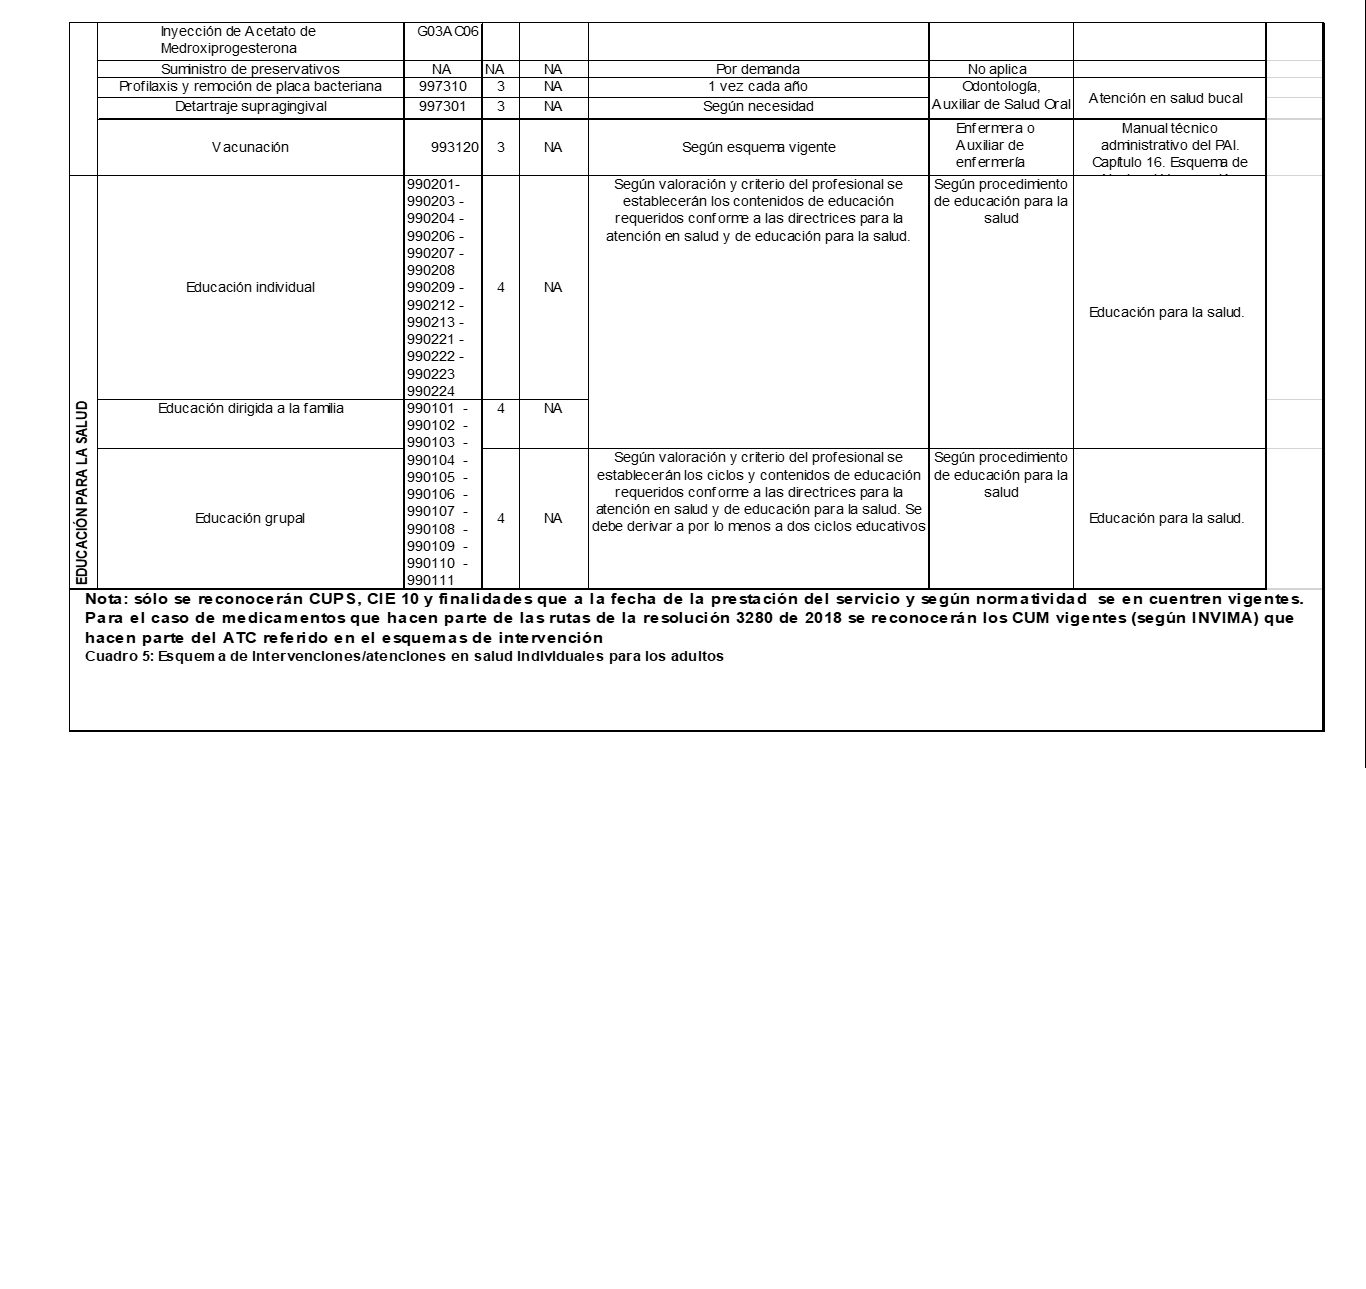 Inyección de Acetato de
Medroxiprogesterona
G03AC06
Suministro de preservativos
NA
NA
NA
Por demanda
No aplica
Profilaxis y remoción de placa bacteriana
997310
3
NA
1 vez cada año
Odontología,
Auxiliar de Salud Oral
Atención en salud bucal
Detartraje supragingival
997301
3
NA
Según necesidad
Vacunación
993120
3
NA
Según esquema vigente
Enfermera o
Auxiliar de
enfermería
Manual técnico
administrativo del PAI.
Capítulo 16. Esquema de
EDUCACIÓN PARA LA SALUD
Educación individual
990201-
990203 -
990204 -
990206 -
990207 -
990208
990209 -
990212 -
990213 -
990221 -
990222 -
990223
990224
4
NA
Según valoración y criterio del profesional se
establecerán los contenidos de educación
requeridos conforme a las directrices para la
atención en salud y de educación para la salud.
Según procedimiento
de educación para la
salud
Educación para la salud.
Educación dirigida a la familia
990101 -
990102 -
990103 -
4
NA
Educación grupal
990104 -
990105 -
990106 -
990107 -
990108 -
990109 -
990110 -
990111
4
NA
Según valoración y criterio del profesional se
establecerán los ciclos y contenidos de educación
requeridos conforme a las directrices para la
atención en salud y de educación para la salud. Se
debe derivar a por lo menos a dos ciclos educativos
Según procedimiento
de educación para la
salud
Educación para la salud.
Nota: sólo se reconocerán CUPS, CIE 10 y finalidades que a la fecha de la prestación del servicio y según normatividad se en cuentren vigentes.
Para el caso de medicamentos que hacen parte de las rutas de la resolución 3280 de 2018 se reconocerán los CUM vigentes (según INVIMA) que
hacen parte del ATC referido en el esquemas de intervención
Cuadro 5: Esquema de intervenciones/atenciones en salud individuales para los adultos